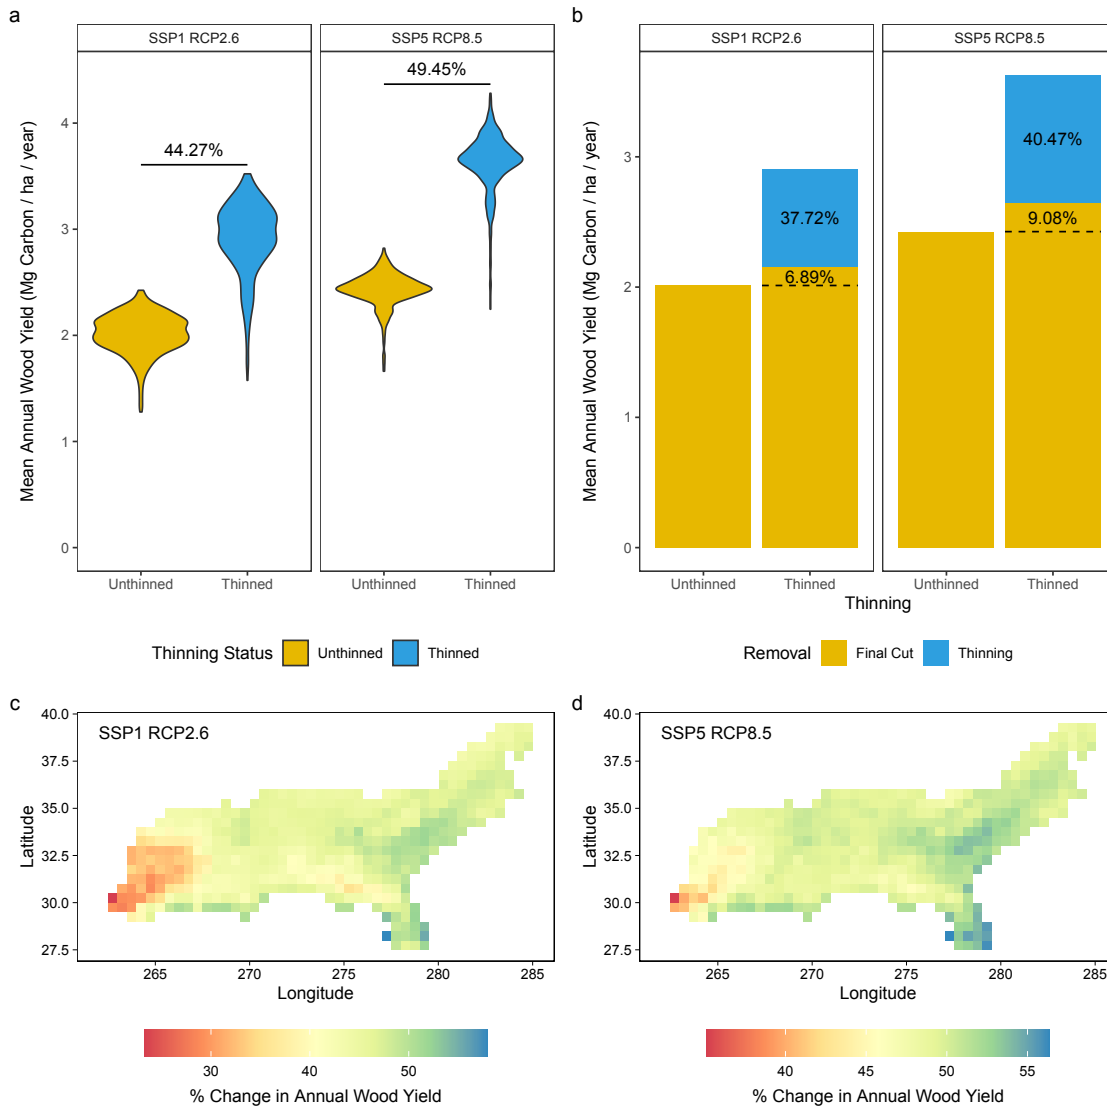 a
SSP1 RCP2.6
SSP5 RCP8.5
Mean Annual Wood Yield (Mg Carbon / ha / year)
4
3
2
1
0
44.27%
49.45%
Unthinned
Thinned
Unthinned
Thinned
Thinning Status
Unthinned
Thinned
b
SSP1 RCP2.6
SSP5 RCP8.5
Mean Annual Wood Yield (Mg Carbon / ha / year)
3
2
1
0
37.72%
6.89%
40.47%
9.08%
Unthinned
Thinned
Unthinned
Thinned
Thinning
Removal
Final Cut
Thinning
c
SSP1 RCP2.6
Latitude
40.0
37.5
35.0
32.5
30.0
27.5
265
270
275
280
285
Longitude
30
40
50
% Change in Annual Wood Yield
d
SSP5 RCP8.5
Latitude
40.0
37.5
35.0
32.5
30.0
27.5
265
270
275
280
285
Longitude
40
45
50
55
% Change in Annual Wood Yield